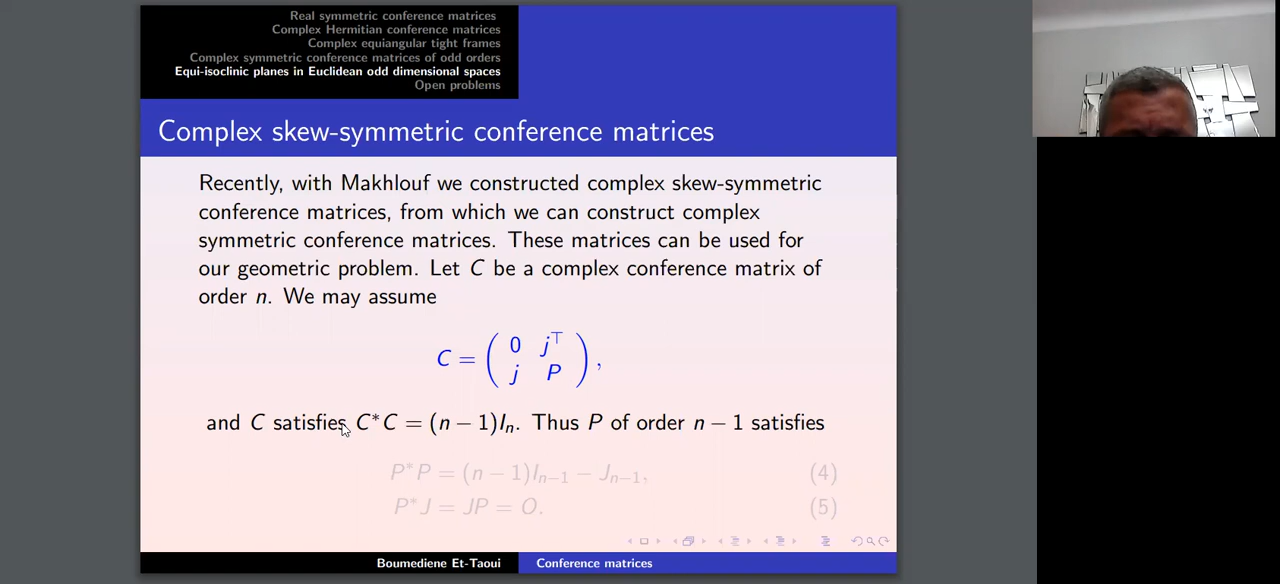 Real symmetric conference matrices
Complex Hermitian conference matrices
Complex equiangular tight frames
Complex symmetric conference matrices of odd orders
Equi-isoclinic planes in Euclidean odd dimensional spaces
Open problems
Complex skew-symmetric conference matrices
Recently, with Makhlouf we constructed complex skew-symmetric
conference matrices, from which we can construct complex
symmetric conference matrices. These matrices can be used for
our geometric problem. Let C be a complex conference matrix of
order n. We may assume
C = ( 0 j⊤
j P ),
and C satisfies C*C = (n − 1)Iₙ. Thus P of order n − 1 satisfies
P*P = (n − 1)Iₙ₋₁ − Jₙ₋₁, (4)
P*J = JP = O. (5)
Boumediene Et-Taoui Conference matrices